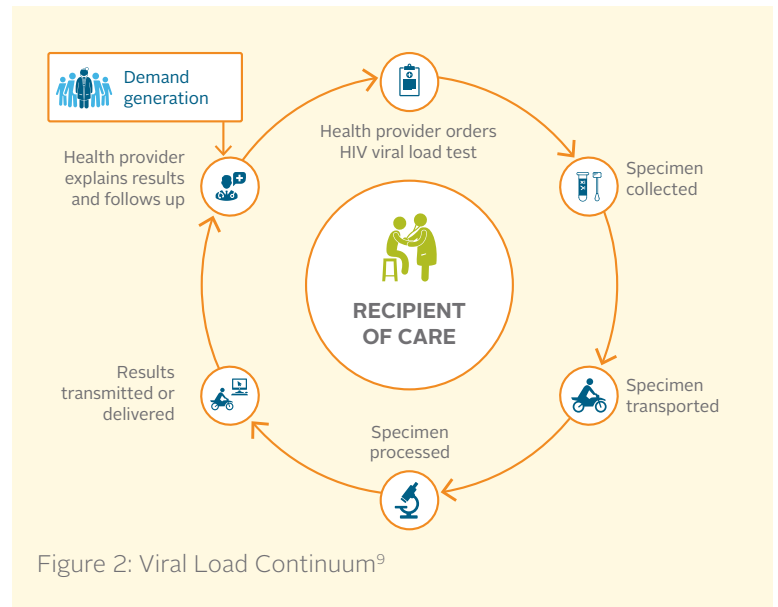 Demand
generation
Health provider orders
HIV viral load test
Specimen
collected
Specimen
transported
Specimen
processed
Results
transmitted or
delivered
Health provider
explains results
and follows up
RECIPIENT
OF CARE
Figure 2: Viral Load Continuum⁹